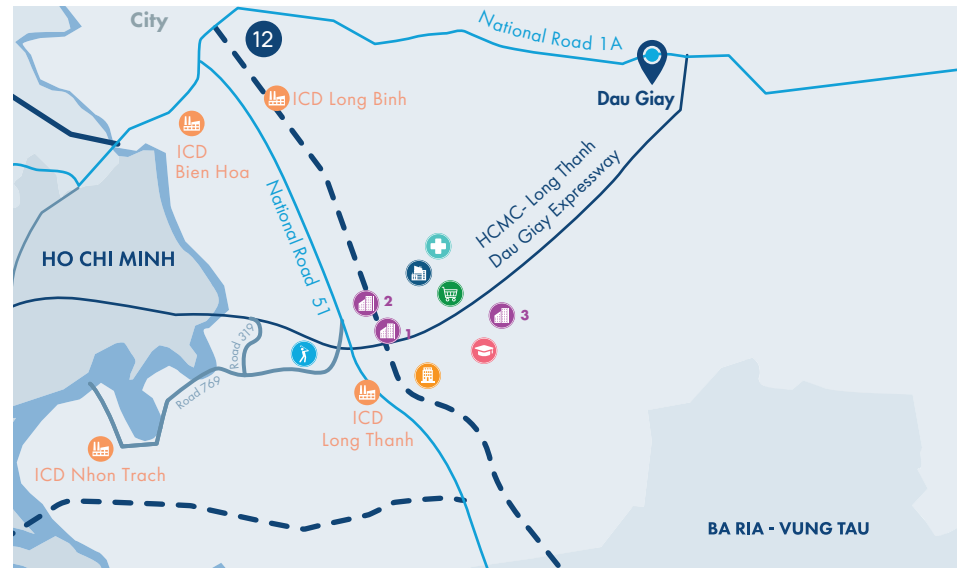 City
12
National Road 1A
Dau Giay
ICD Long Binh
ICD
Bien Hoa
HCMC- Long Thanh
Dau Giay Expressway
National Road 51
HO CHI MINH
2
1
3
Road 319
Road 769
ICD
Long Thanh
ICD Nhon Trach
BA RIA - VUNG TAU